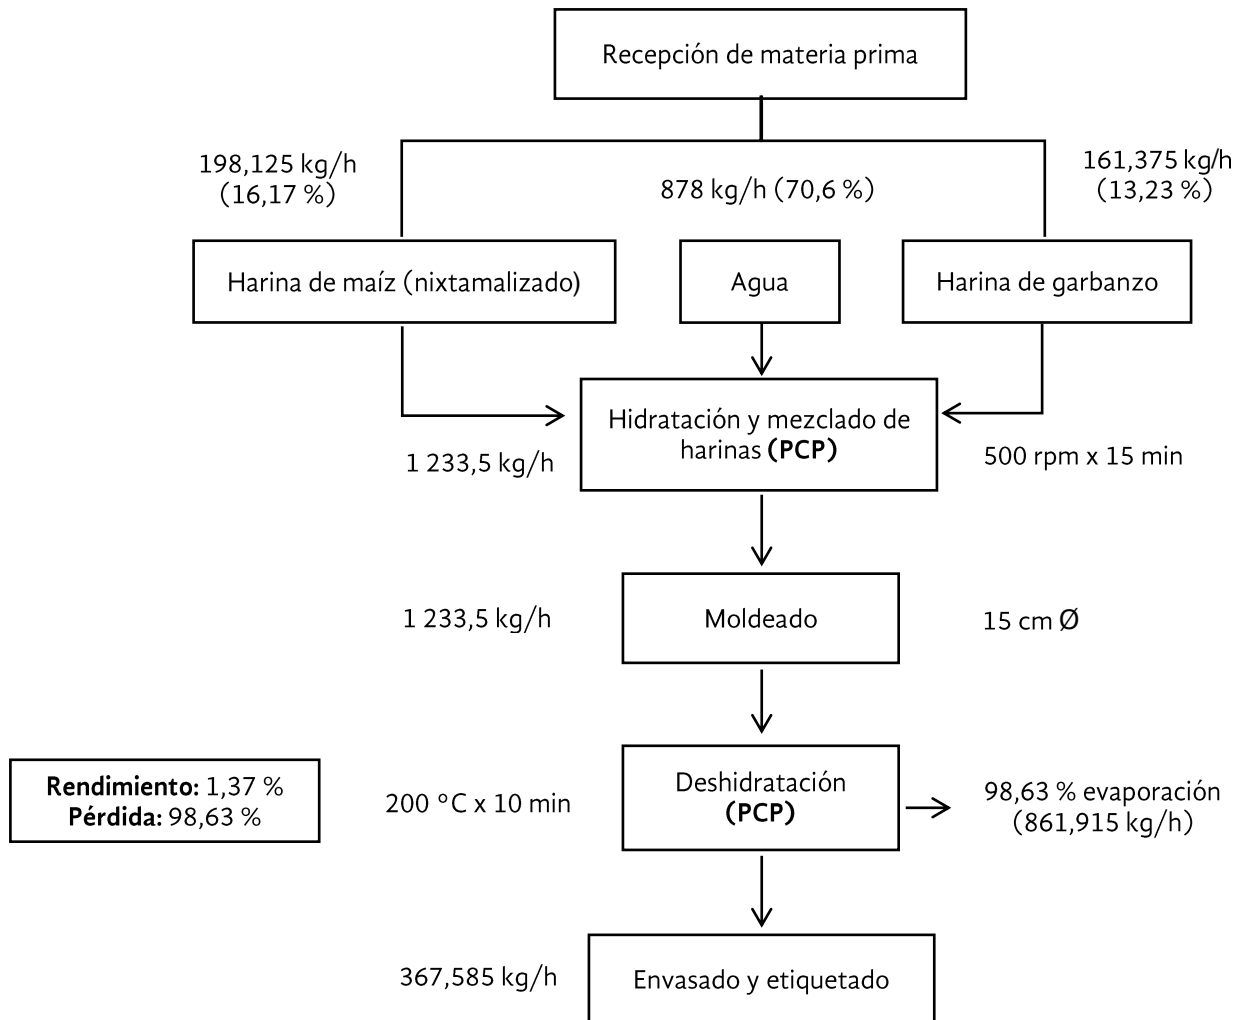 Recepción de materia prima
198,125 kg/h
(16,17 %)
878 kg/h (70,6 %)
161,375 kg/h
(13,23 %)
Harina de maíz (nixtamalizado)
Agua
Harina de garbanzo
Hidratación y mezclado de
harinas (PCP)
1 233,5 kg/h
500 rpm x 15 min
1 233,5 kg/h
Moldeado
15 cm Ø
Rendimiento: 1,37 %
Pérdida: 98,63 %
200 °C x 10 min
Deshidratación
(PCP)
98,63 % evaporación
(861,915 kg/h)
367,585 kg/h
Envasado y etiquetado